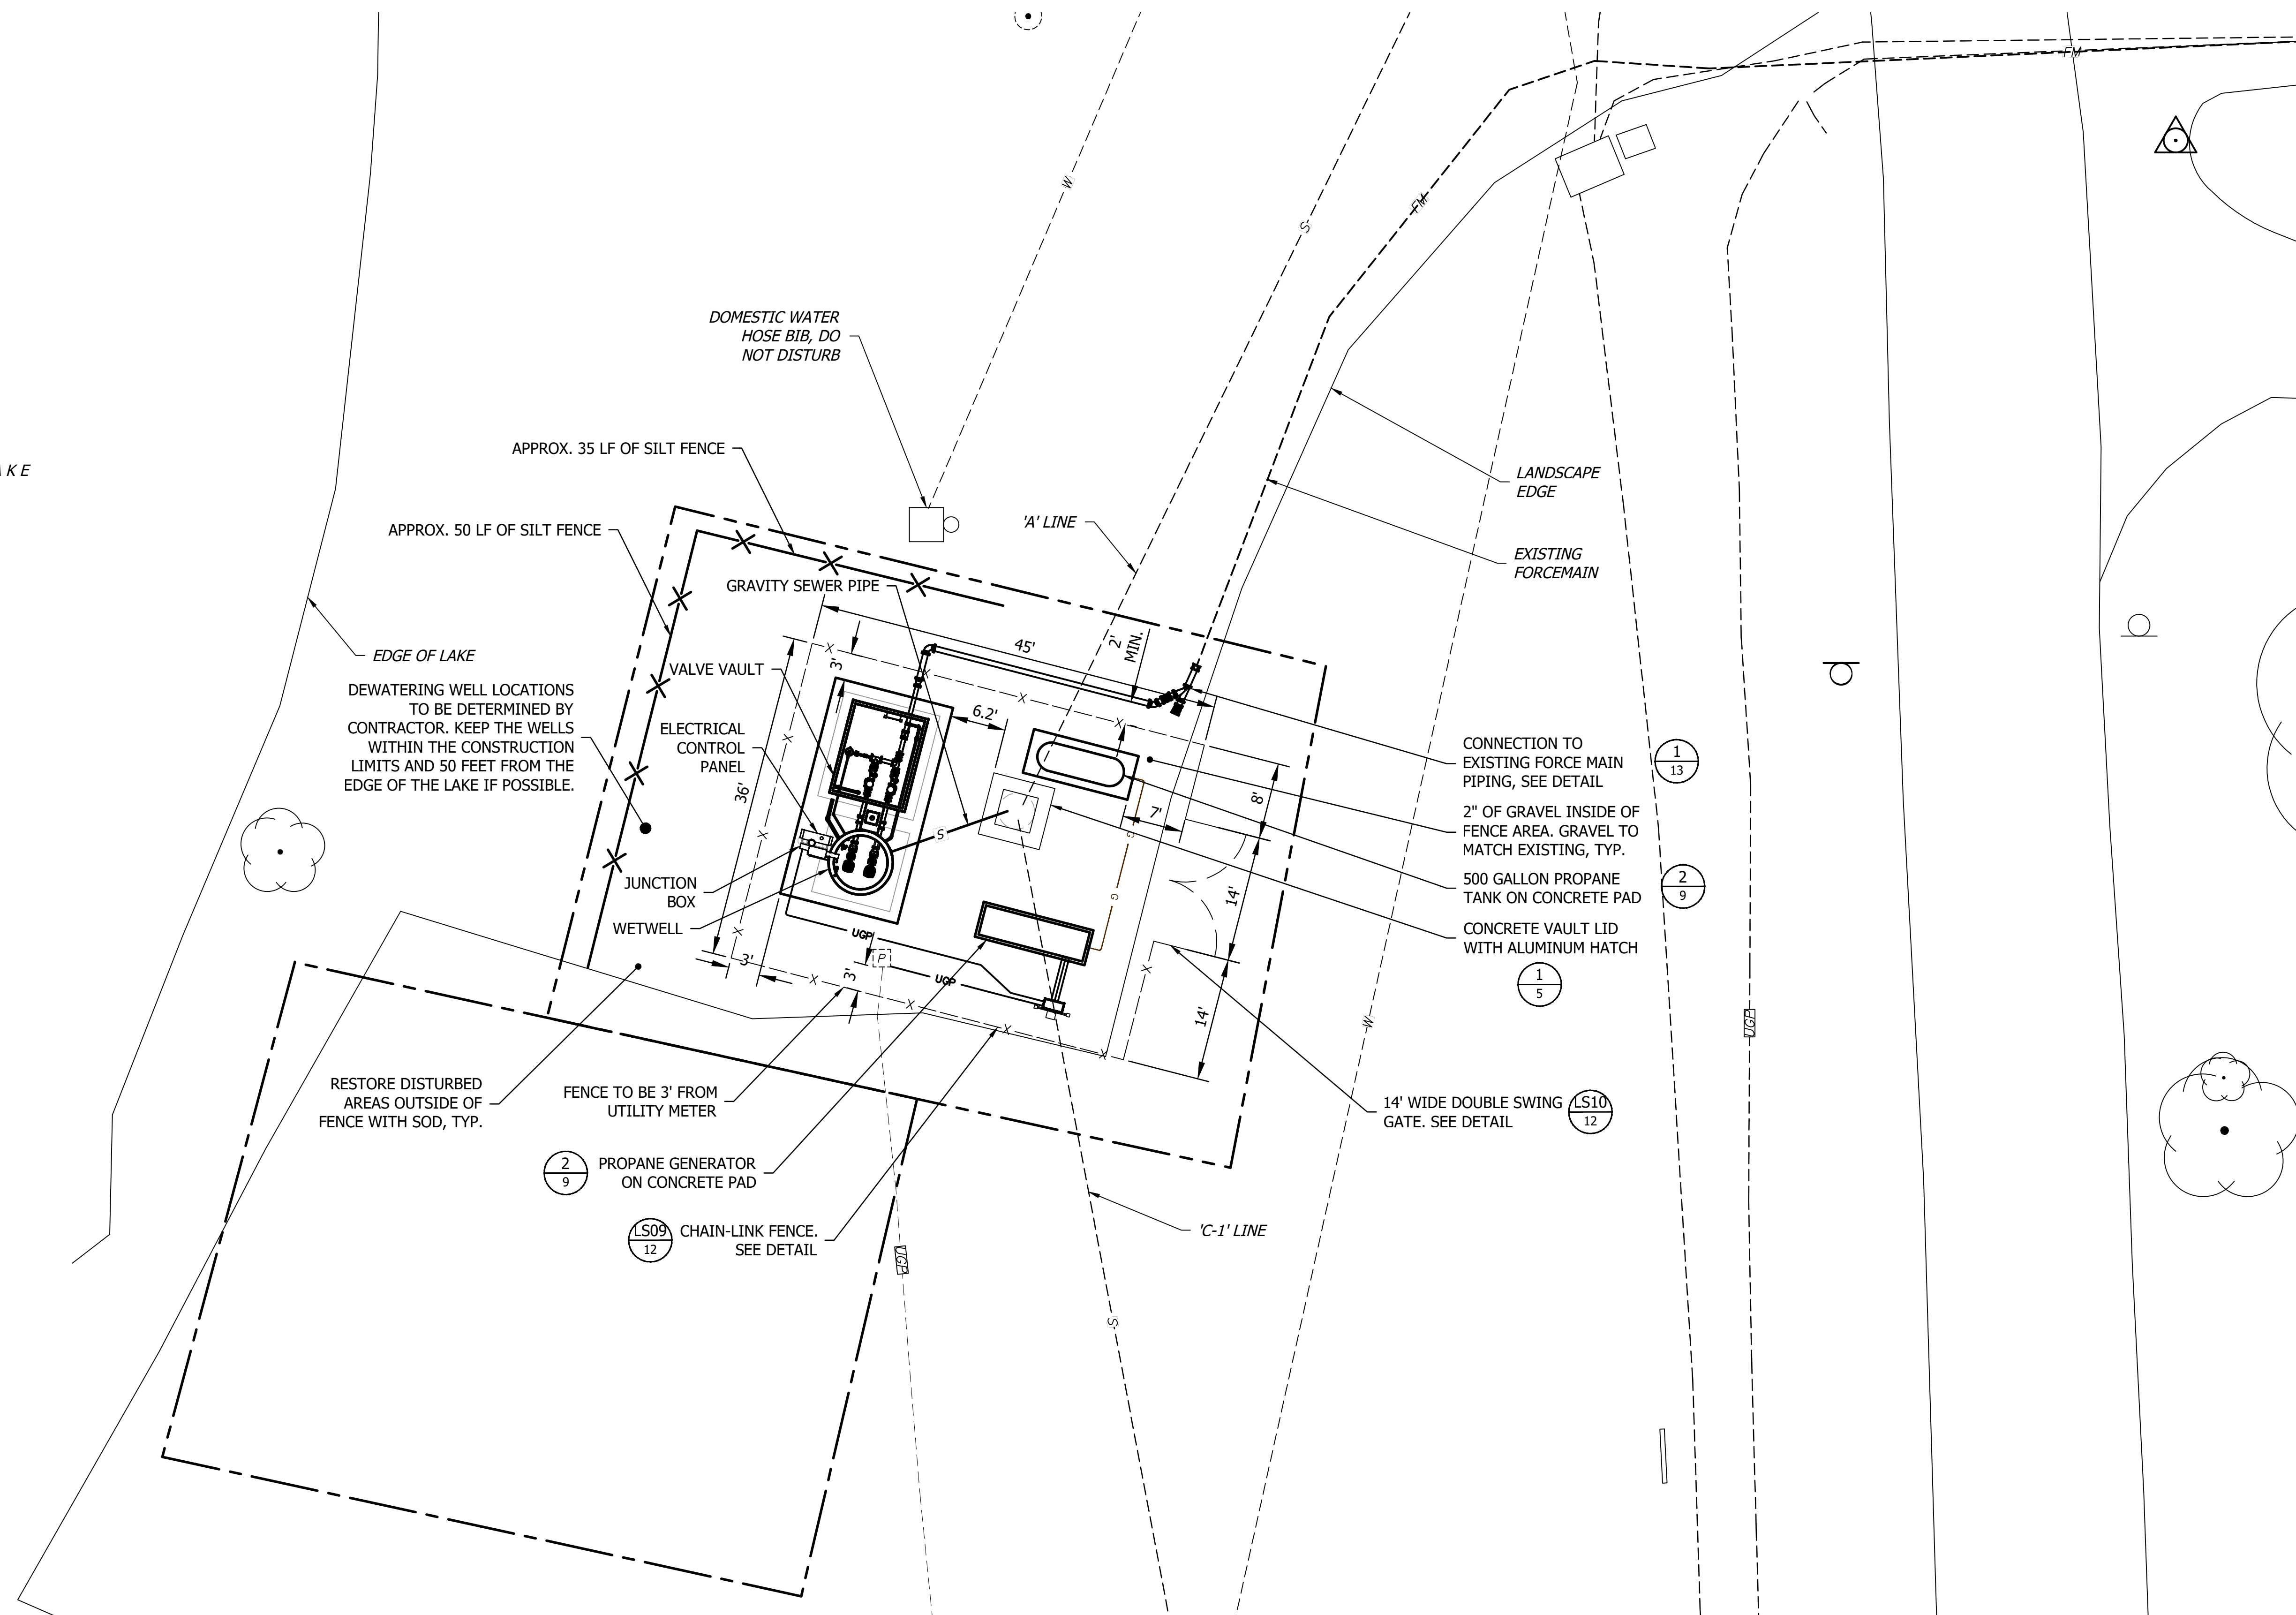 FM
W
S
FM
DOMESTIC WATER
HOSE BIB, DO
NOT DISTURB
APPROX. 35 LF OF SILT FENCE
A K E
LANDSCAPE
EDGE
APPROX. 50 LF OF SILT FENCE
'A' LINE
EXISTING
FORCEMAIN
GRAVITY SEWER PIPE
EDGE OF LAKE
45'
2'
MIN.
3'
X
X
X
X
VALVE VAULT
DEWATERING WELL LOCATIONS
TO BE DETERMINED BY
CONTRACTOR. KEEP THE WELLS
WITHIN THE CONSTRUCTION
LIMITS AND 50 FEET FROM THE
EDGE OF THE LAKE IF POSSIBLE.
6.2'
ELECTRICAL
CONTROL
PANEL
X
36'
X
CONNECTION TO
EXISTING FORCE MAIN
PIPING, SEE DETAIL
1
13
8'
7'
2" OF GRAVEL INSIDE OF
FENCE AREA. GRAVEL TO
MATCH EXISTING, TYP.
S
G
G
JUNCTION
BOX
14'
500 GALLON PROPANE
TANK ON CONCRETE PAD
2
9
WETWELL
X
CONCRETE VAULT LID
WITH ALUMINUM HATCH
1
5
UGP
P
UGP
3'
3'
X
X
X
X
X
14'
W
UGP
RESTORE DISTURBED
AREAS OUTSIDE OF
FENCE WITH SOD, TYP.
FENCE TO BE 3' FROM
UTILITY METER
14' WIDE DOUBLE SWING
GATE. SEE DETAIL
LS10
12
2
9
PROPANE GENERATOR
ON CONCRETE PAD
LS09
12
CHAIN-LINK FENCE.
SEE DETAIL
'C-1' LINE
UGP
S